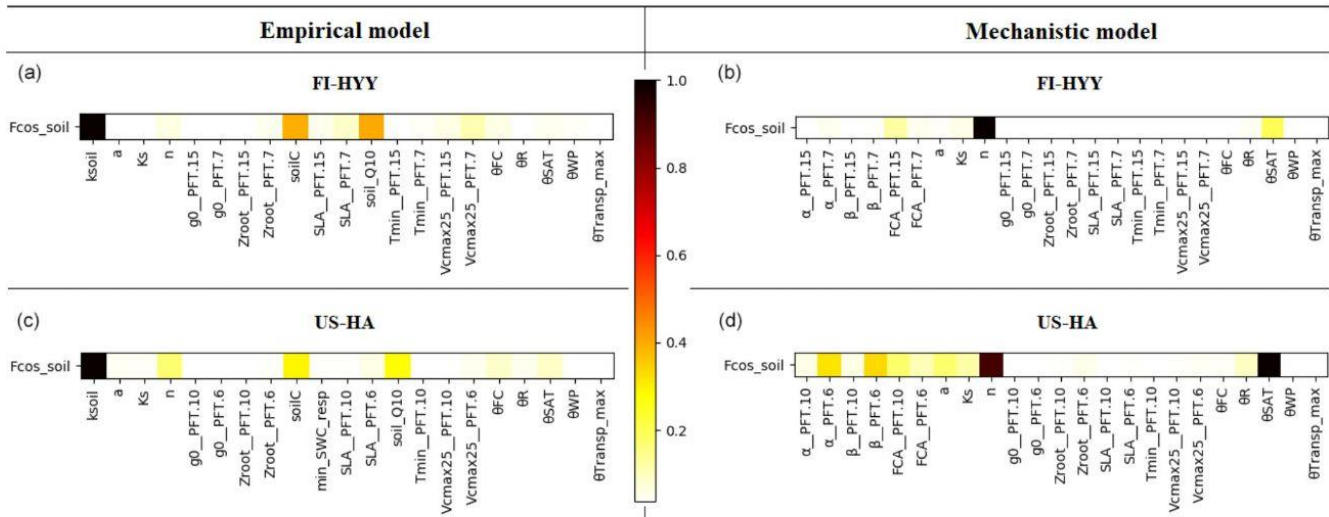 Empirical model
Mechanistic model
(a)
FI-HYY
Fcos_soil
ksoil
a
Ks
n
g0__PFT.15
g0__PFT.7
Zroot__PFT.15
Zroot__PFT.7
soilC
SLA__PFT.15
SLA__PFT.7
soil_Q10
Tmin__PFT.15
Tmin__PFT.7
Vcmax25__PFT.15
Vcmax25__PFT.7
θFC
θR
θSAT
θWP
θTransp_max
1.0
0.8
0.6
0.4
0.2
(b)
FI-HYY
Fcos_soil
α__PFT.15
α__PFT.7
β__PFT.15
β__PFT.7
FCA__PFT.15
FCA__PFT.7
a
Ks
n
g0__PFT.15
g0__PFT.7
Zroot__PFT.15
Zroot__PFT.7
SLA__PFT.15
SLA__PFT.7
Tmin__PFT.15
Tmin__PFT.7
Vcmax25__PFT.15
Vcmax25__PFT.7
θFC
θR
θSAT
θWP
θTransp_max
(c)
US-HA
Fcos_soil
ksoil
a
Ks
n
g0__PFT.10
g0__PFT.6
Zroot__PFT.10
Zroot__PFT.6
soilC
min_SWC_resp
SLA__PFT.10
SLA__PFT.6
soil_Q10
Tmin__PFT.10
Vcmax25__PFT.10
Vcmax25__PFT.6
θFC
θR
θSAT
θWP
θTransp_max
(d)
US-HA
Fcos_soil
α__PFT.10
α__PFT.6
β__PFT.10
β__PFT.6
FCA__PFT.10
FCA__PFT.6
a
Ks
n
g0__PFT.10
g0__PFT.6
Zroot__PFT.10
Zroot__PFT.6
SLA__PFT.10
SLA__PFT.6
Tmin__PFT.10
Vcmax25__PFT.10
Vcmax25__PFT.6
θFC
θR
θSAT
θWP
θTransp_max